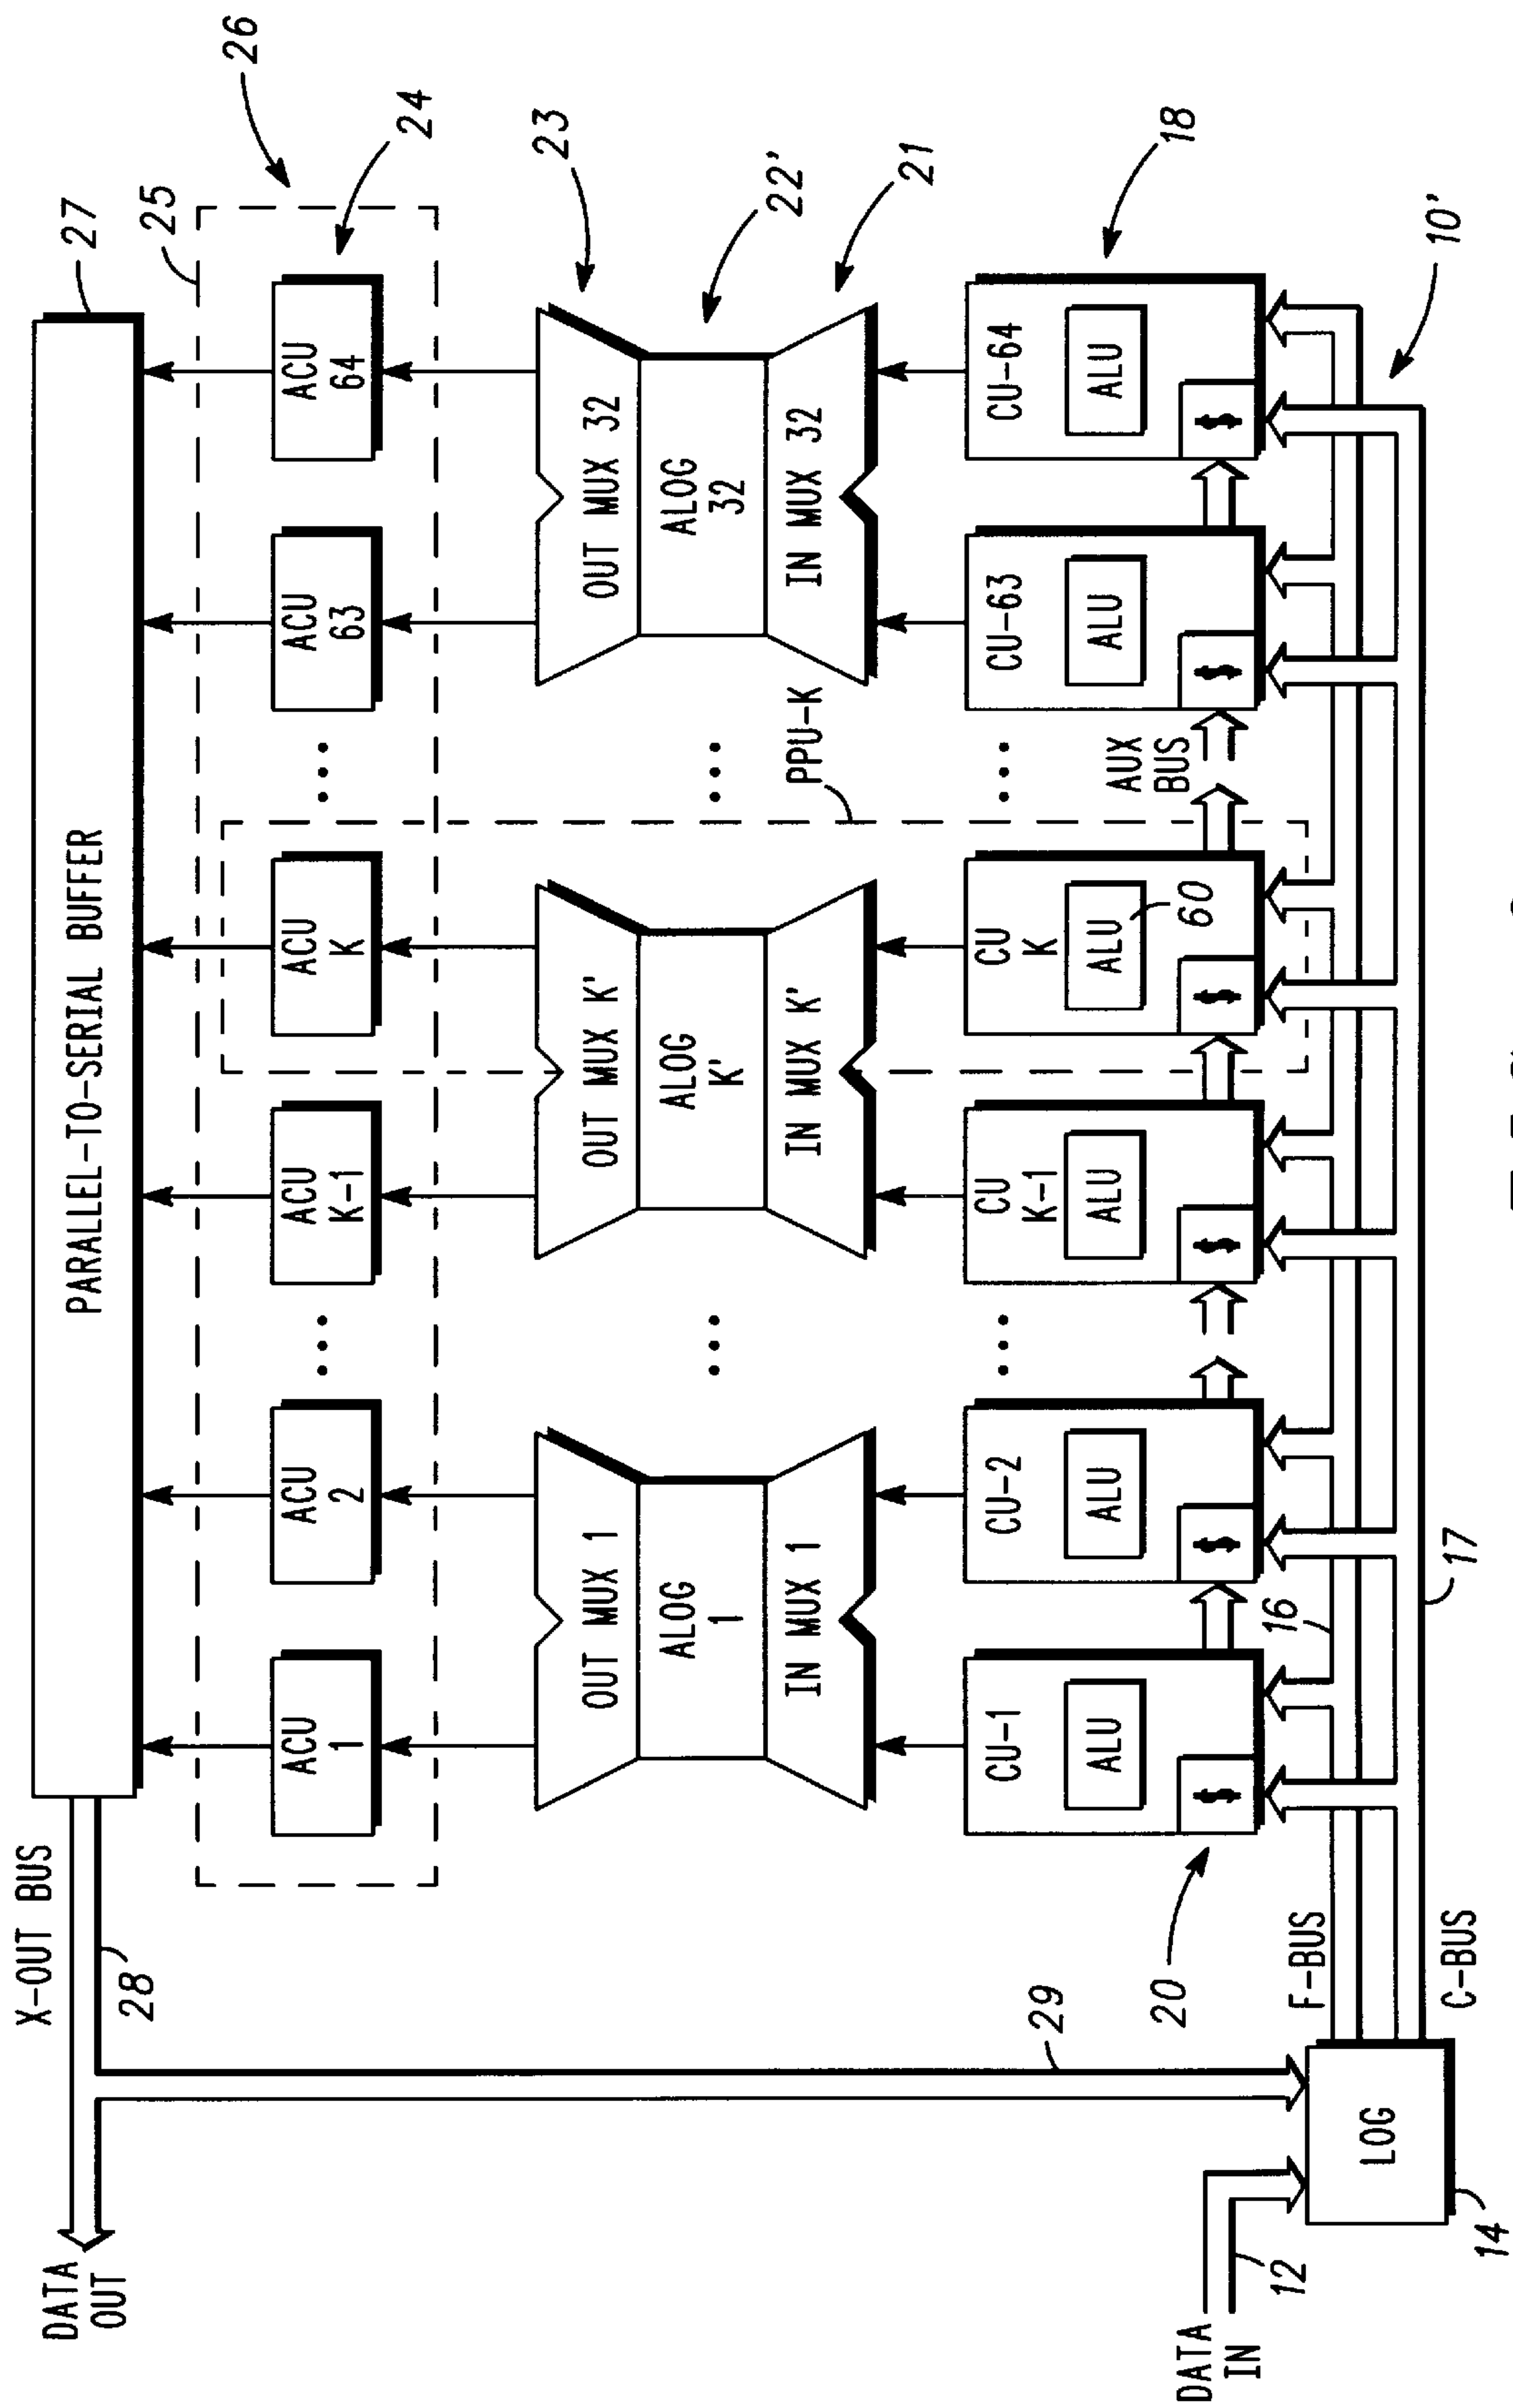 DATA
OUT
X-OUT BUS
28
PARALLEL-TO-SERIAL BUFFER
27
25
26
ACU
1
ACU
2
...
ACU
K-1
ACU
K
...
ACU
63
ACU
64
24
OUT MUX 1
ALOG
1
IN MUX 1
...
OUT MUX K'
ALOG
K'
IN MUX K'
...
OUT MUX 32
ALOG
32
IN MUX 32
23
22'
21
PPU-K
29
CU-1
ALU
$
CU-2
ALU
$
...
CU
K-1
ALU
$
CU
K
ALU
60
$
...
AUX
BUS
CU-63
ALU
$
CU-64
ALU
$
18
20
DATA
IN
12
LOG
14
F-BUS
16
C-BUS
17
10'